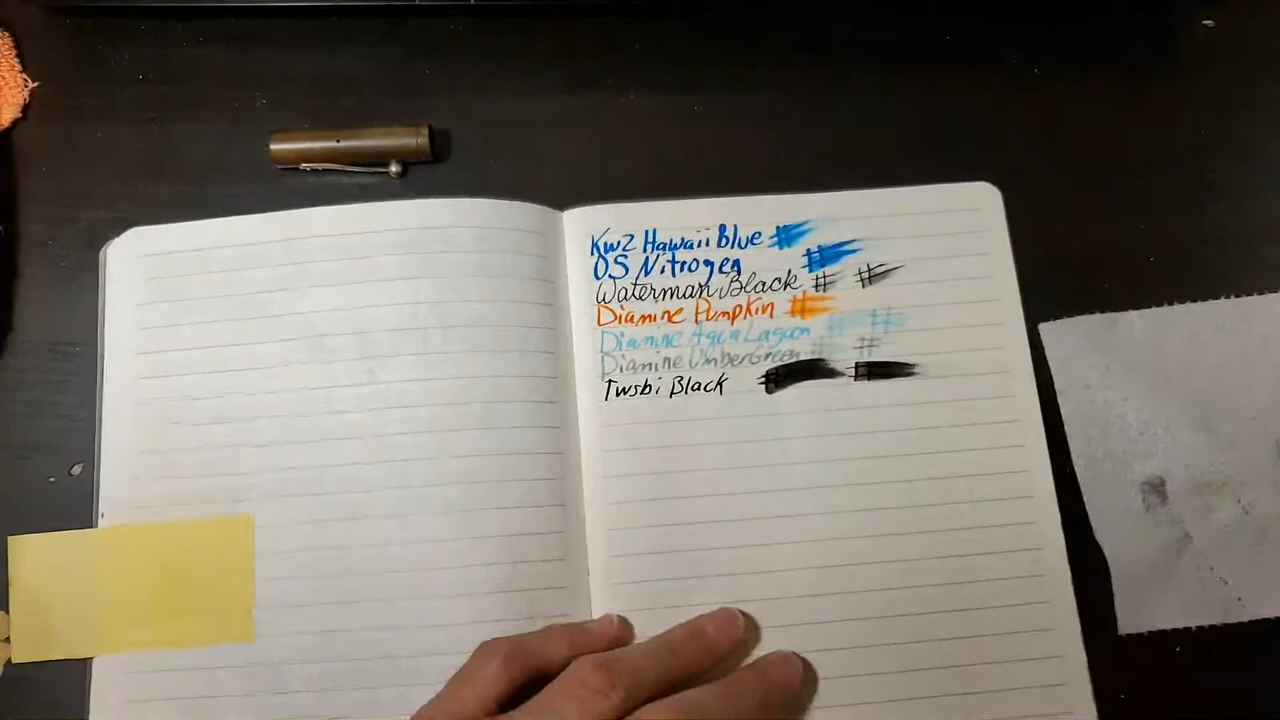 KWZ Hawaii Blue #
OS Nitrogen #
Waterman Black # #
Diamine Pumpkin #
Diamine Aqua Lagoon # #
Diamine Umber Green # #
Twsbi Black # #